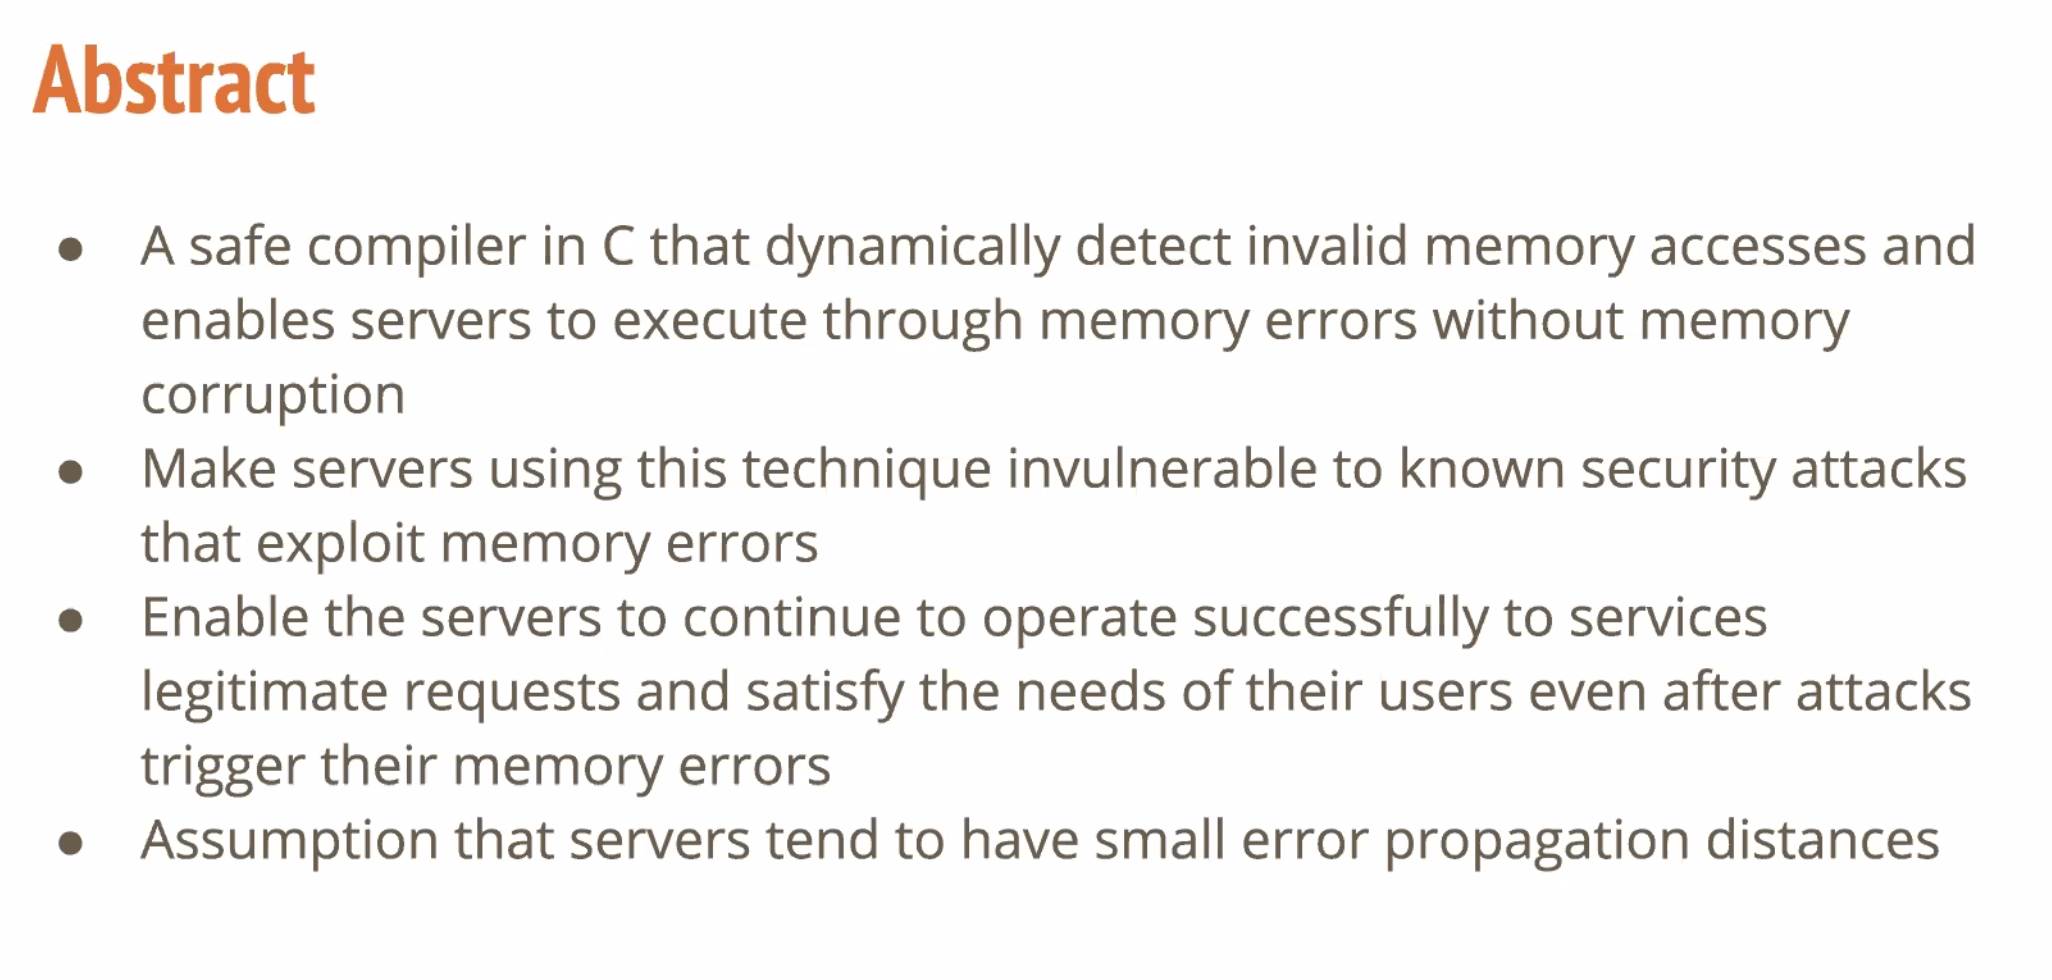 Abstract
● A safe compiler in C that dynamically detect invalid memory accesses and
enables servers to execute through memory errors without memory
corruption
● Make servers using this technique invulnerable to known security attacks
that exploit memory errors
● Enable the servers to continue to operate successfully to services
legitimate requests and satisfy the needs of their users even after attacks
trigger their memory errors
● Assumption that servers tend to have small error propagation distances